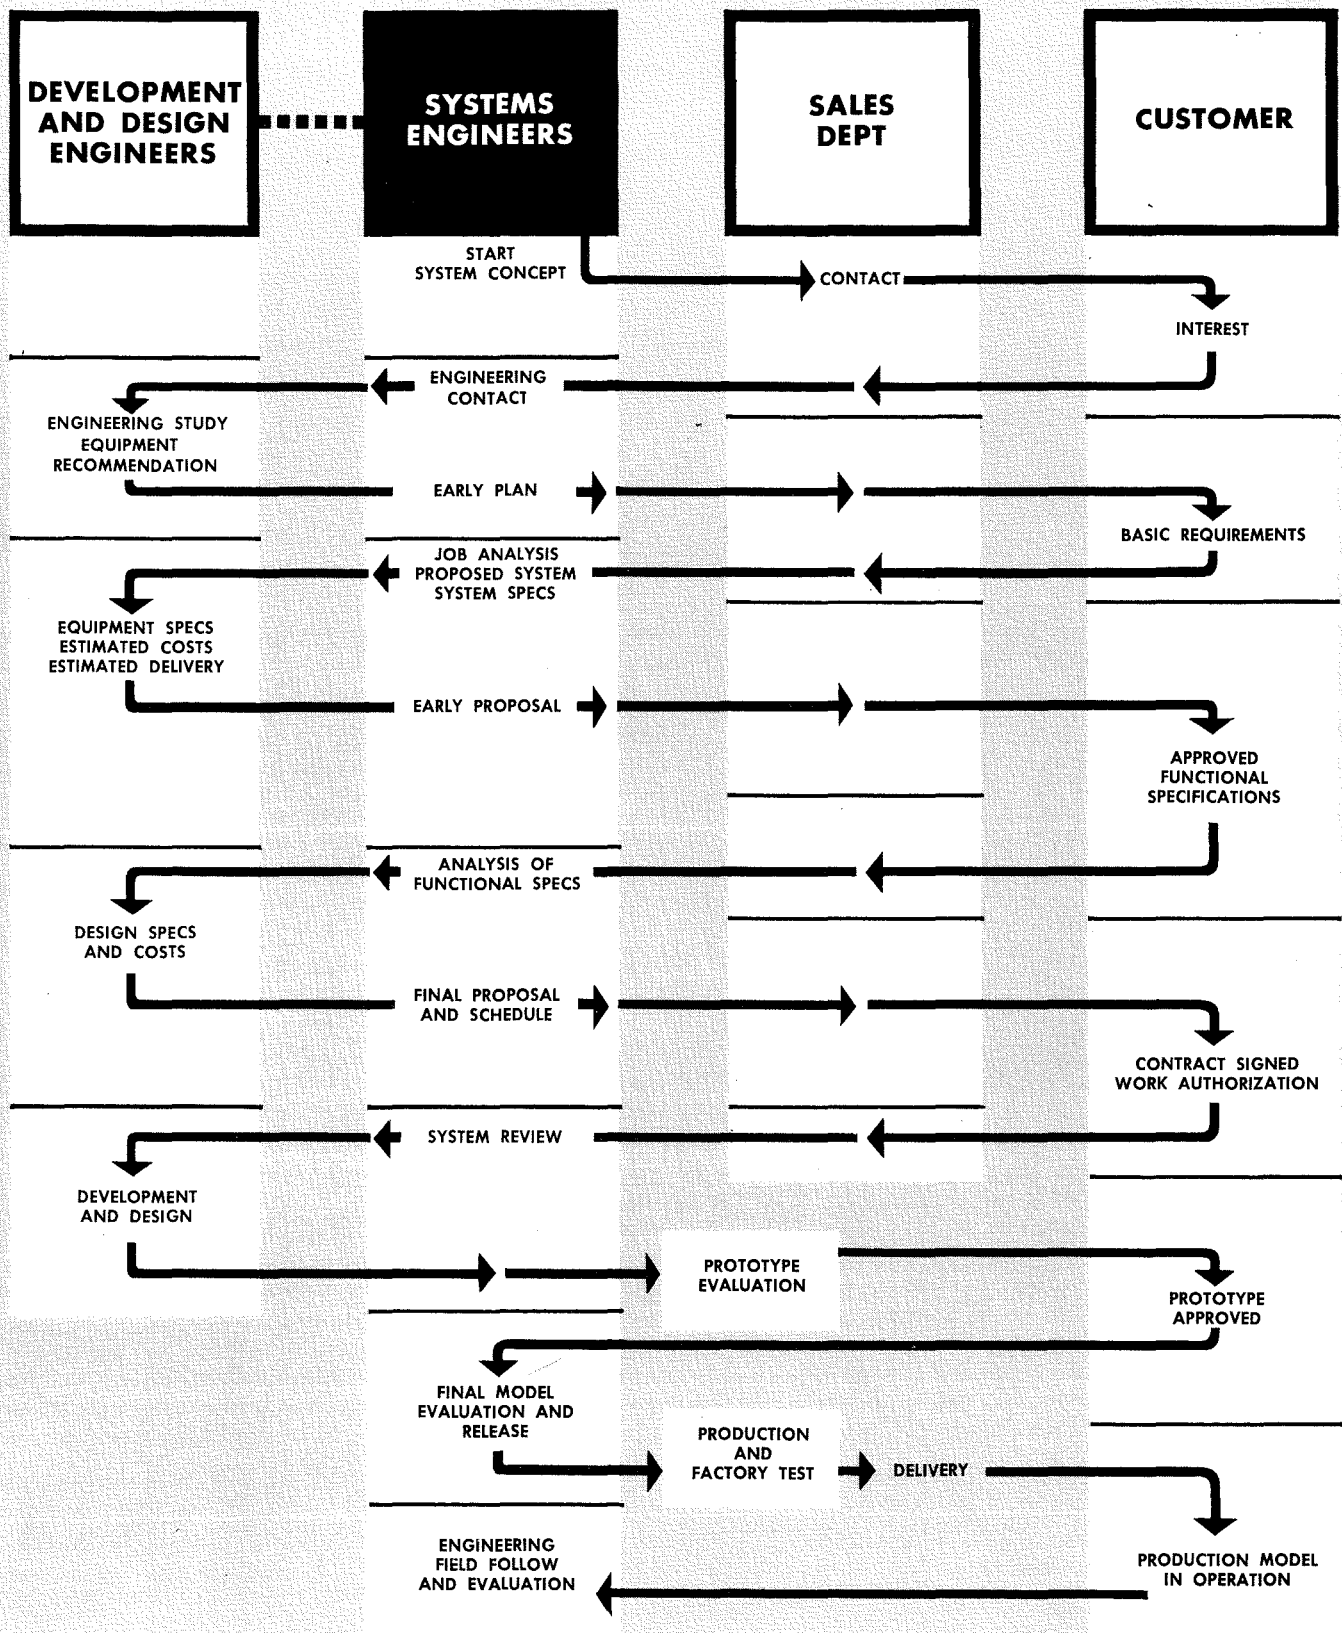 DEVELOPMENT
AND DESIGN
ENGINEERS
SYSTEMS
ENGINEERS
SALES
DEPT
CUSTOMER
START
SYSTEM CONCEPT
CONTACT
INTEREST
ENGINEERING
CONTACT
ENGINEERING STUDY
EQUIPMENT
RECOMMENDATION
EARLY PLAN
BASIC REQUIREMENTS
JOB ANALYSIS
PROPOSED SYSTEM
SYSTEM SPECS
EQUIPMENT SPECS
ESTIMATED COSTS
ESTIMATED DELIVERY
EARLY PROPOSAL
APPROVED
FUNCTIONAL
SPECIFICATIONS
ANALYSIS OF
FUNCTIONAL SPECS
DESIGN SPECS
AND COSTS
FINAL PROPOSAL
AND SCHEDULE
CONTRACT SIGNED
WORK AUTHORIZATION
SYSTEM REVIEW
DEVELOPMENT
AND DESIGN
PROTOTYPE
EVALUATION
PROTOTYPE
APPROVED
FINAL MODEL
EVALUATION AND
RELEASE
PRODUCTION
AND
FACTORY TEST
DELIVERY
PRODUCTION MODEL
IN OPERATION
ENGINEERING
FIELD FOLLOW
AND EVALUATION